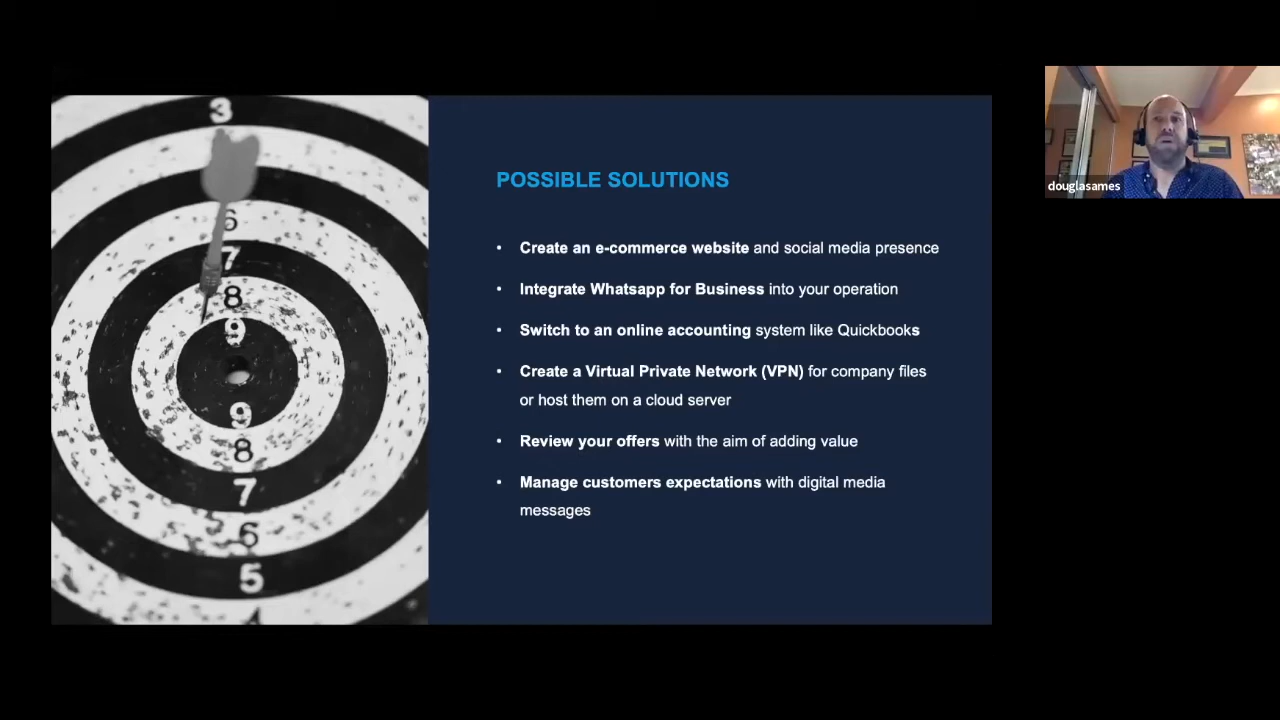 POSSIBLE SOLUTIONS
• Create an e-commerce website and social media presence
• Integrate Whatsapp for Business into your operation
• Switch to an online accounting system like Quickbooks
• Create a Virtual Private Network (VPN) for company files
or host them on a cloud server
• Review your offers with the aim of adding value
• Manage customers expectations with digital media
messages
3
6
7
8
9
9
8
7
6
5
douglasames